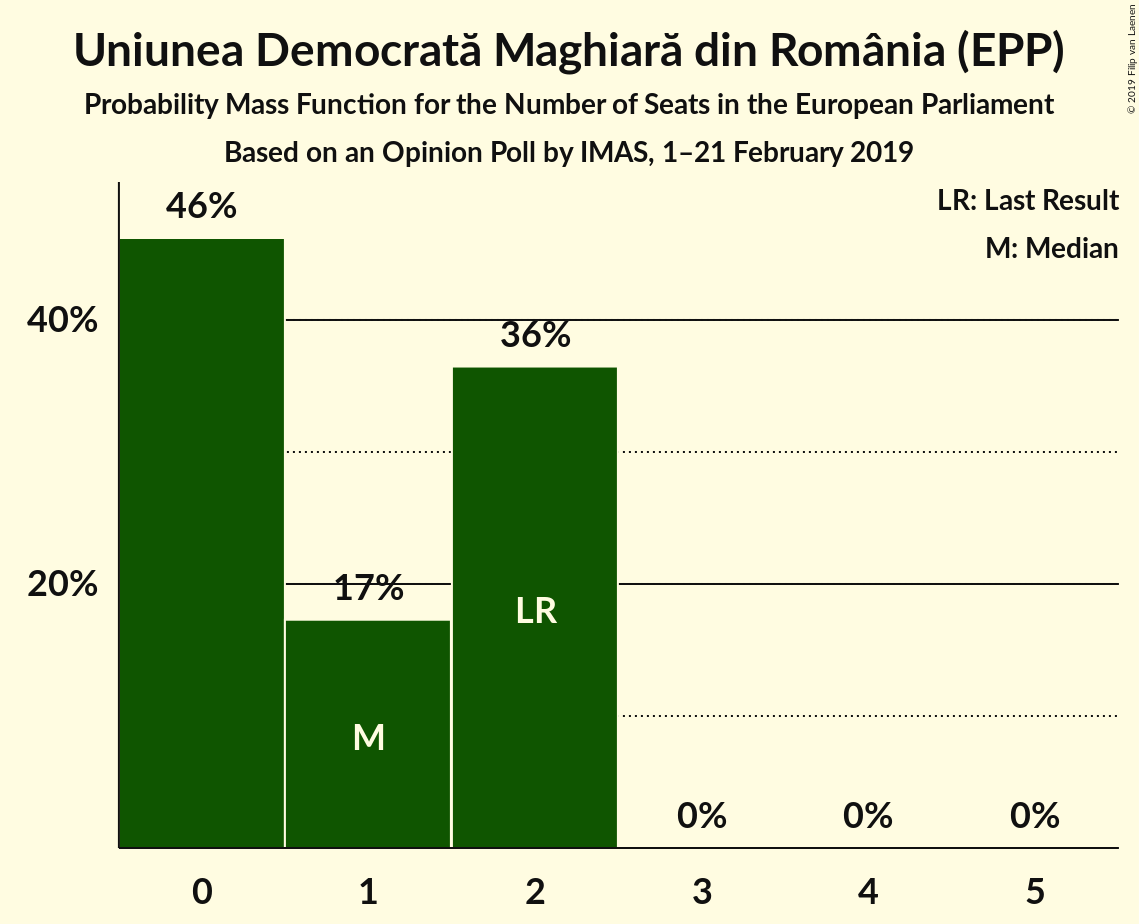 Uniunea Democrată Maghiară din România (EPP)
Probability Mass Function for the Number of Seats in the European Parliament
Based on an Opinion Poll by IMAS, 1–21 February 2019
© 2019 Filip van Laenen
LR: Last Result
M: Median
46%
40%
36%
20%
17%
LR
M
0%
0%
0%
0
1
2
3
4
5